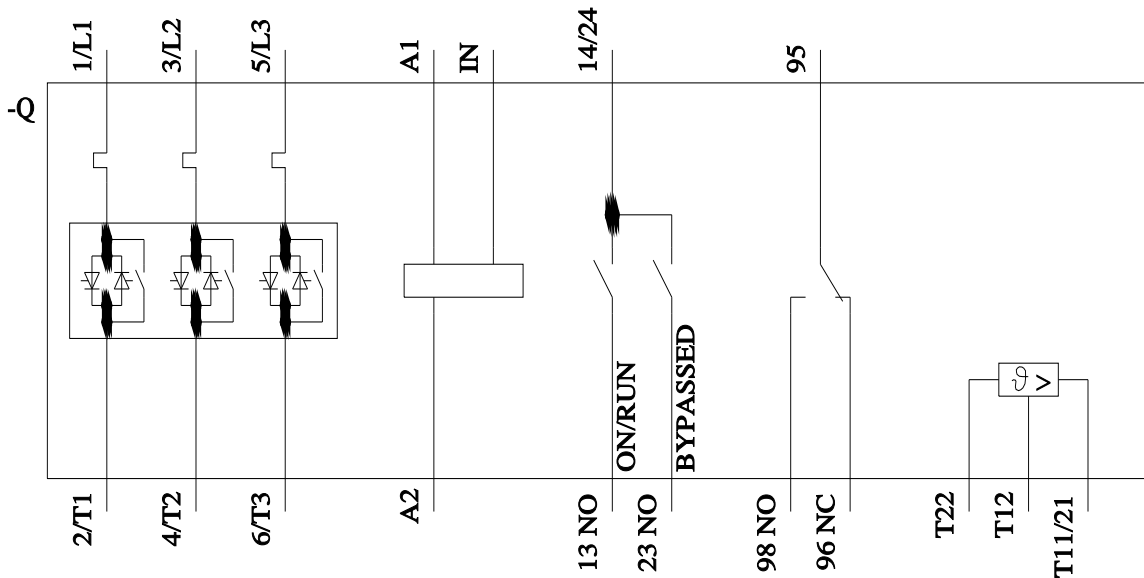 1/L1
3/L2
5/L3
A1
IN
14/24
95
-Q
ON/RUN
BYPASSED
ϑ >
2/T1
4/T2
6/T3
A2
13 NO
23 NO
98 NO
96 NC
T22
T12
T11/21